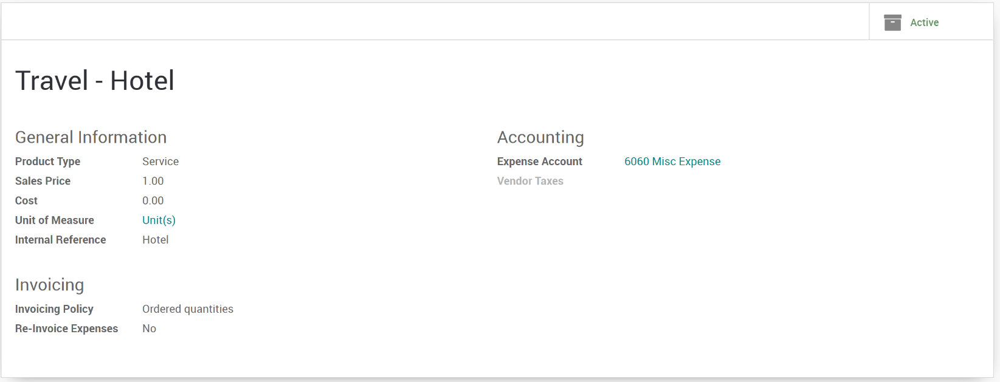 Active
Travel - Hotel
General Information
Product Type Service
Sales Price 1.00
Cost 0.00
Unit of Measure Unit(s)
Internal Reference Hotel
Accounting
Expense Account 6060 Misc Expense
Vendor Taxes
Invoicing
Invoicing Policy Ordered quantities
Re-Invoice Expenses No